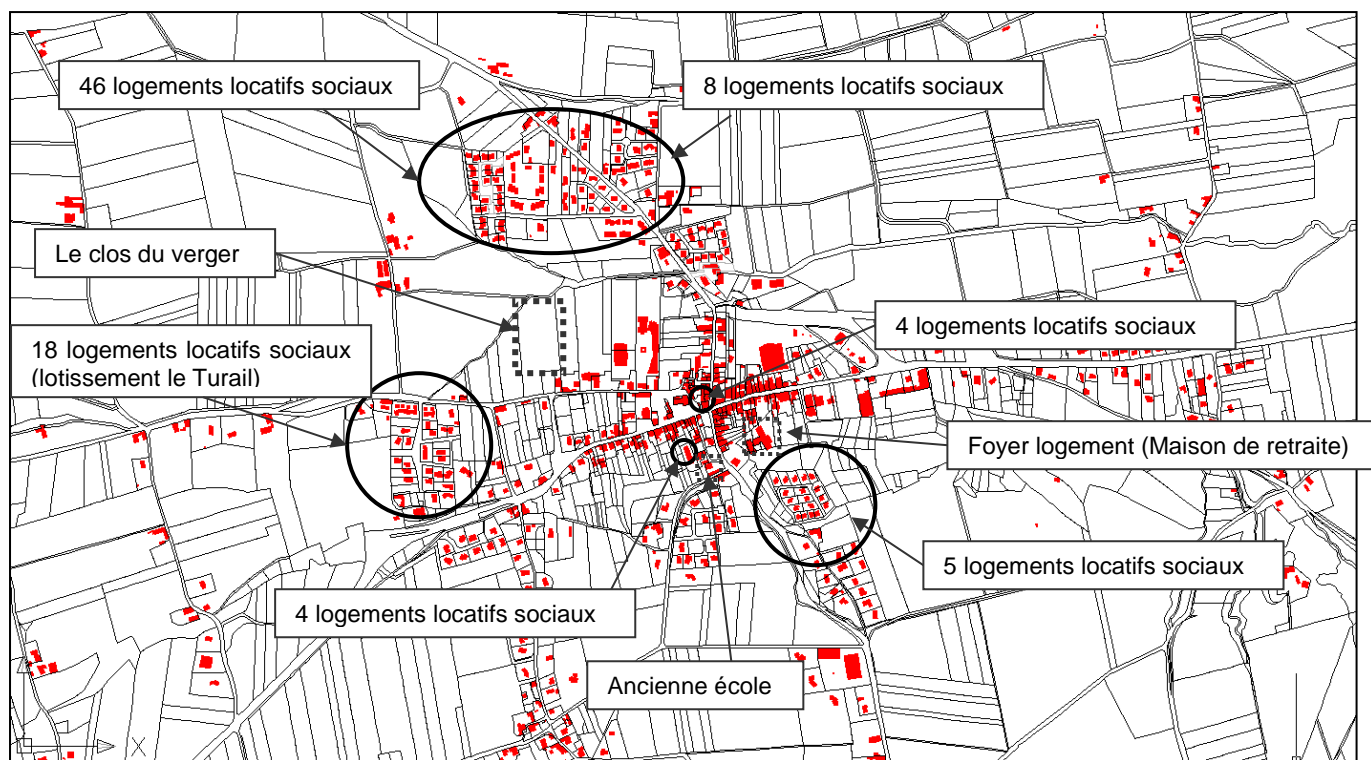 46 logements locatifs sociaux
8 logements locatifs sociaux
Le clos du verger
4 logements locatifs sociaux
18 logements locatifs sociaux
(lotissement le Turail)
Foyer logement (Maison de retraite)
5 logements locatifs sociaux
4 logements locatifs sociaux
Ancienne école
X